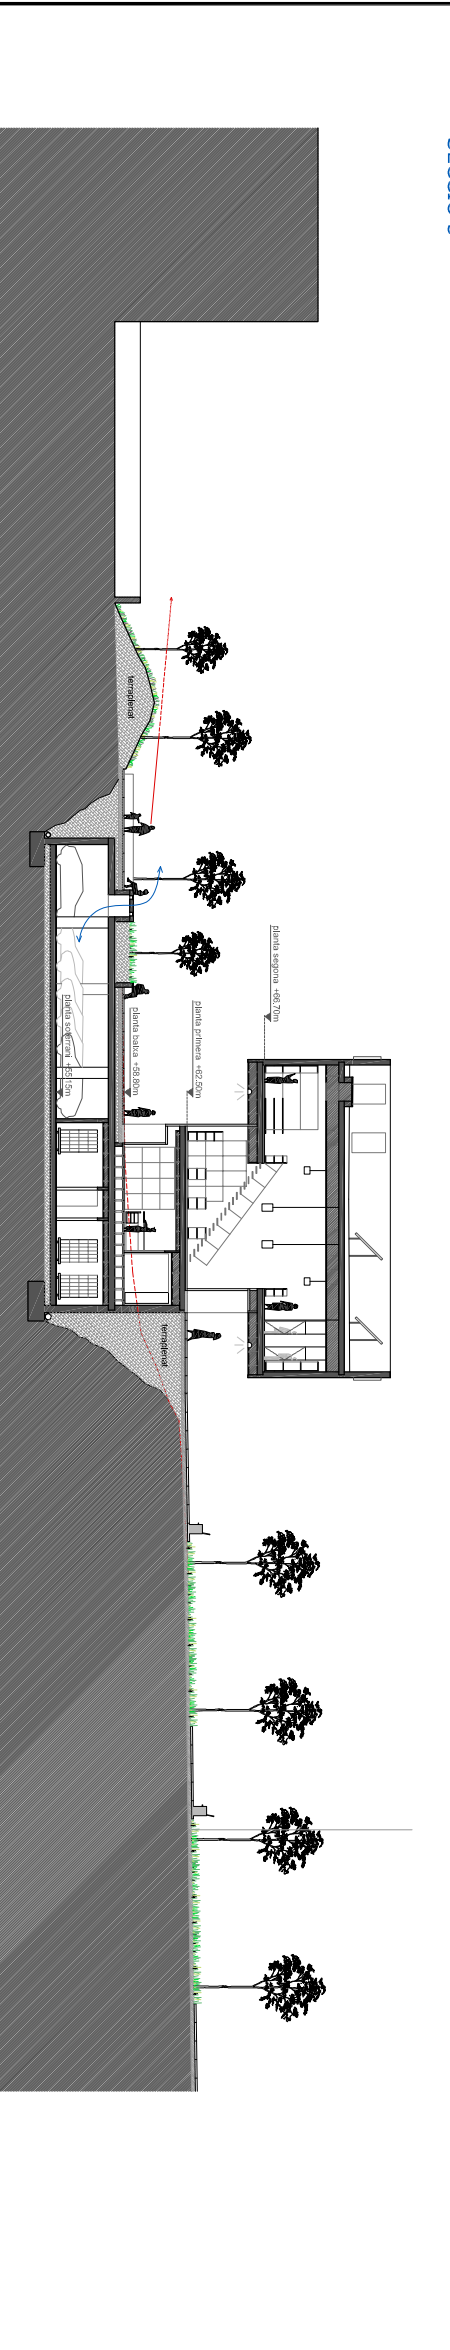 terraplenat
planta segona +66.70m
planta primera +62.50m
planta baixa +58.80m
planta soterrani +55.15m
terraplenat